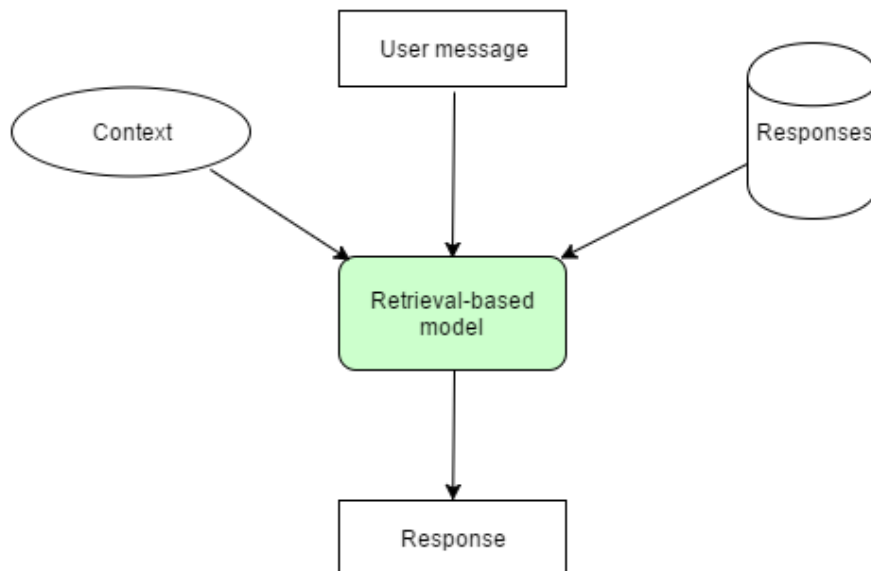 User message
Context
Responses
Retrieval-based
model
Response